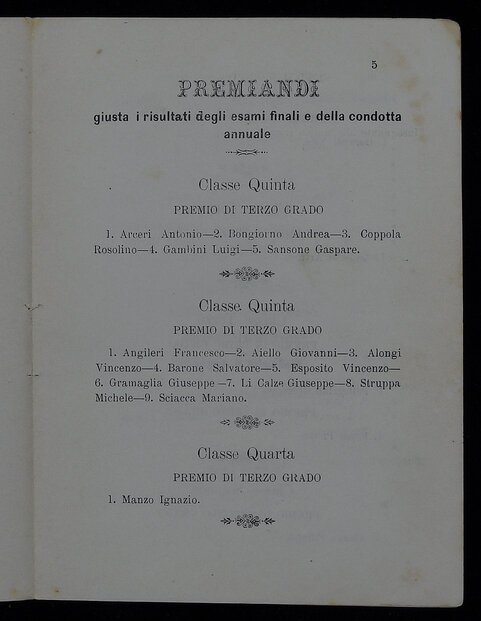 5
PREMIANDI
giusta i risultati degli esami finali e della condotta
annuale
Classe Quinta
PREMIO DI TERZO GRADO
1. Arceri Antonio—2. Bongiorno Andrea—3. Coppola
Rosolino—4. Gambini Luigi—5. Sansone Gaspare.
Classe Quinta
PREMIO DI TERZO GRADO
1. Angileri Francesco—2. Aiello Giovanni—3. Alongi
Vincenzo—4. Barone Salvatore—5. Esposito Vincenzo—
6. Gramaglia Giuseppe—7. Li Calze Giuseppe—8. Struppa
Michele—9. Sciacca Mariano.
Classe Quarta
PREMIO DI TERZO GRADO
1. Manzo Ignazio.